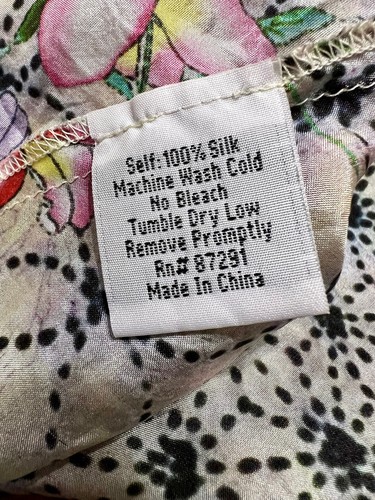 Self: 100% Silk
Machine Wash Cold
No Bleach
Tumble Dry Low
Remove Promptly
Rn# 87291
Made In China